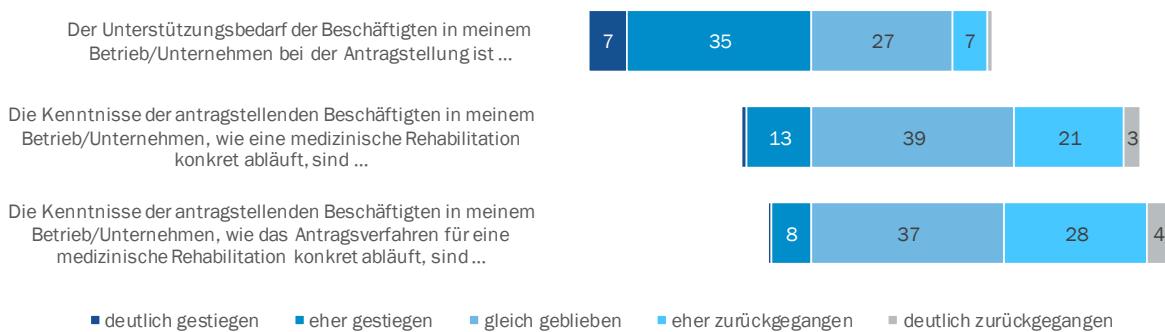 Der Unterstützungsbedarf der Beschäftigten in meinem
Betrieb/Unternehmen bei der Antragstellung ist ...
7 35 27 7
Die Kenntnisse der antragstellenden Beschäftigten in meinem
Betrieb/Unternehmen, wie eine medizinische Rehabilitation
konkret abläuft, sind ...
13 39 21 3
Die Kenntnisse der antragstellenden Beschäftigten in meinem
Betrieb/Unternehmen, wie das Antragsverfahren für eine
medizinische Rehabilitation konkret abläuft, sind ...
8 37 28 4
deutlich gestiegen eher gestiegen gleich geblieben eher zurückgegangen deutlich zurückgegangen